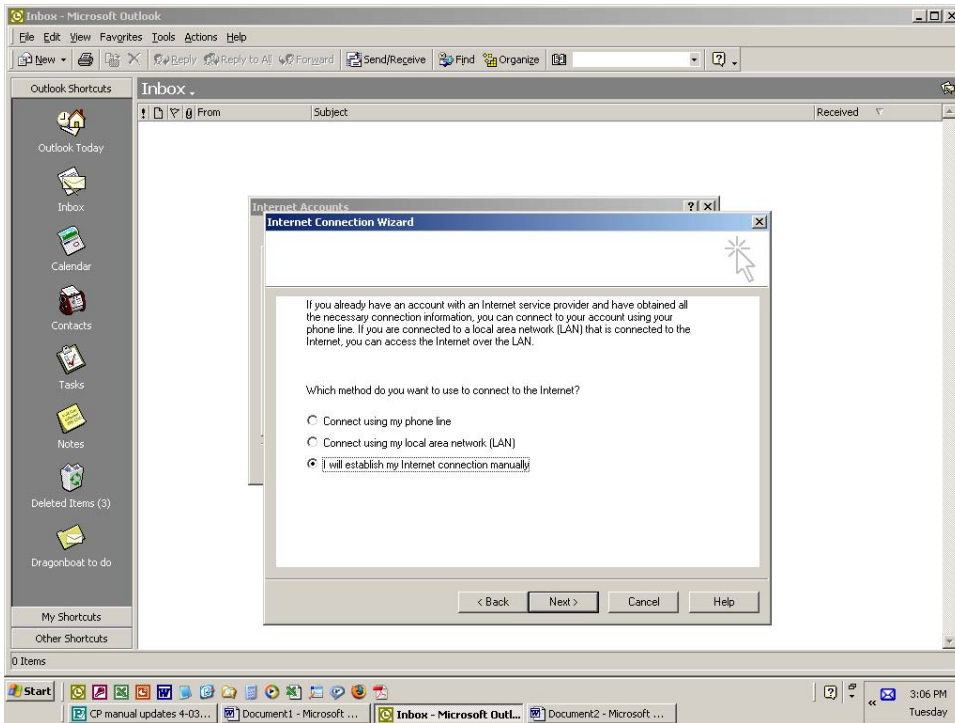 Inbox - Microsoft Outlook
File Edit View Favorites Tools Actions Help
New Reply Reply to All Forward Send/Receive Find Organize
Outlook Shortcuts
Inbox .
! From Subject Received
Outlook Today
Inbox
Calendar
Contacts
Tasks
Notes
Deleted Items (3)
Dragonboat to do
My Shortcuts
Other Shortcuts
Internet Accounts
Internet Connection Wizard
If you already have an account with an Internet service provider and have obtained all
the necessary connection information, you can connect to your account using your
phone line. If you are connected to a local area network (LAN) that is connected to the
Internet, you can access the Internet over the LAN.
Which method do you want to use to connect to the Internet?
Connect using my phone line
Connect using my local area network (LAN)
I will establish my Internet connection manually
< Back Next > Cancel Help
0 Items
Start
3:06 PM
Tuesday
CP manual updates 4-03... Document1 - Microsoft ... Inbox - Microsoft Outl... Document2 - Microsoft ...